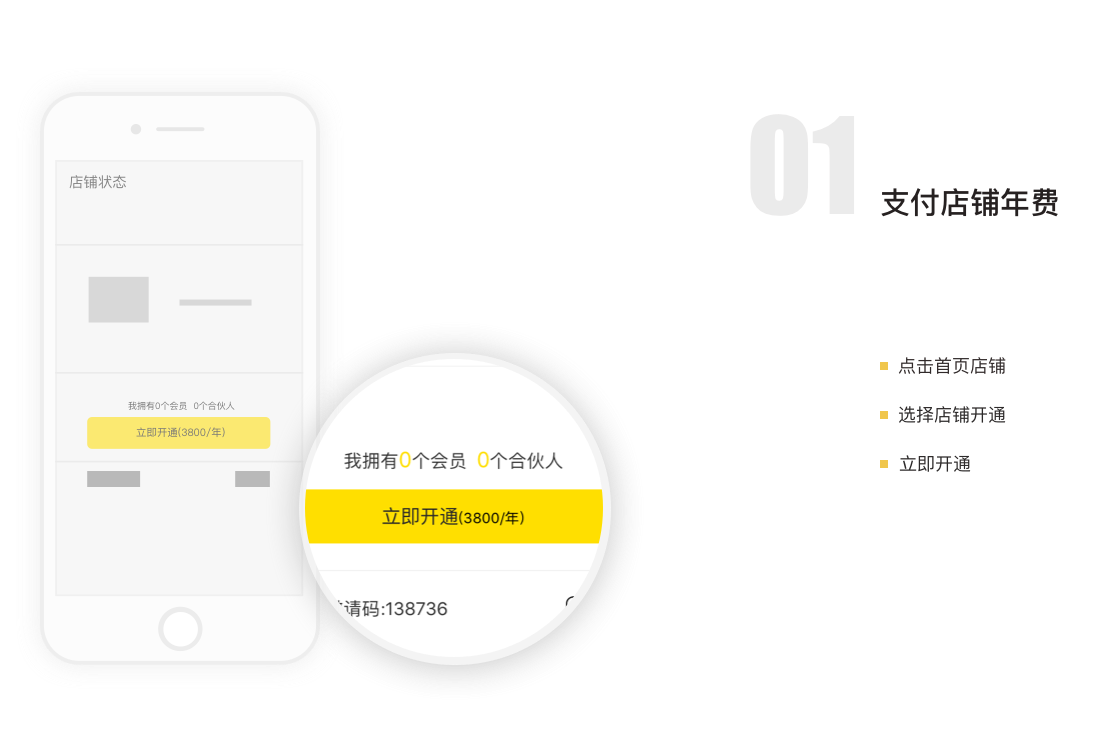 店铺状态
我拥有0个会员 0个合伙人
立即开通(3800/年)
我拥有0个会员 0个合伙人
立即开通(3800/年)
请码:138736
01
支付店铺年费
点击首页店铺
选择店铺开通
立即开通